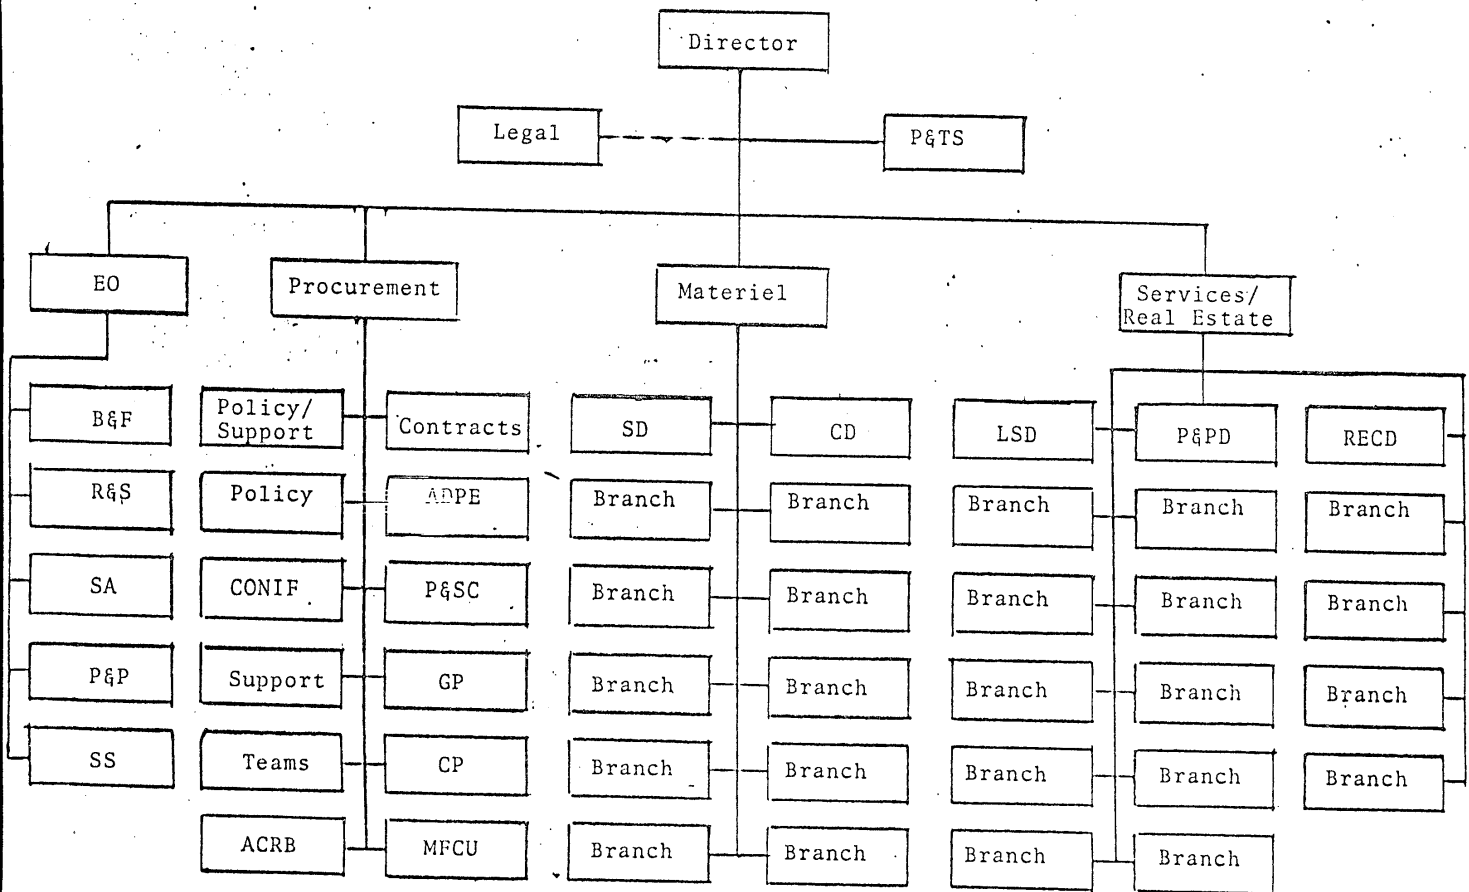 Director
Legal
P&TS
EO
Procurement
Materiel
Services/
Real Estate
B&F
Policy/
Support
Contracts
SD
CD
LSD
P&PD
RECD
R&S
Policy
ADPE
Branch
Branch
Branch
Branch
Branch
SA
CONIF
P&SC
Branch
Branch
Branch
Branch
Branch
P&P
Support
GP
Branch
Branch
Branch
Branch
Branch
SS
Teams
CP
Branch
Branch
Branch
Branch
Branch
ACRB
MFCU
Branch
Branch
Branch
Branch